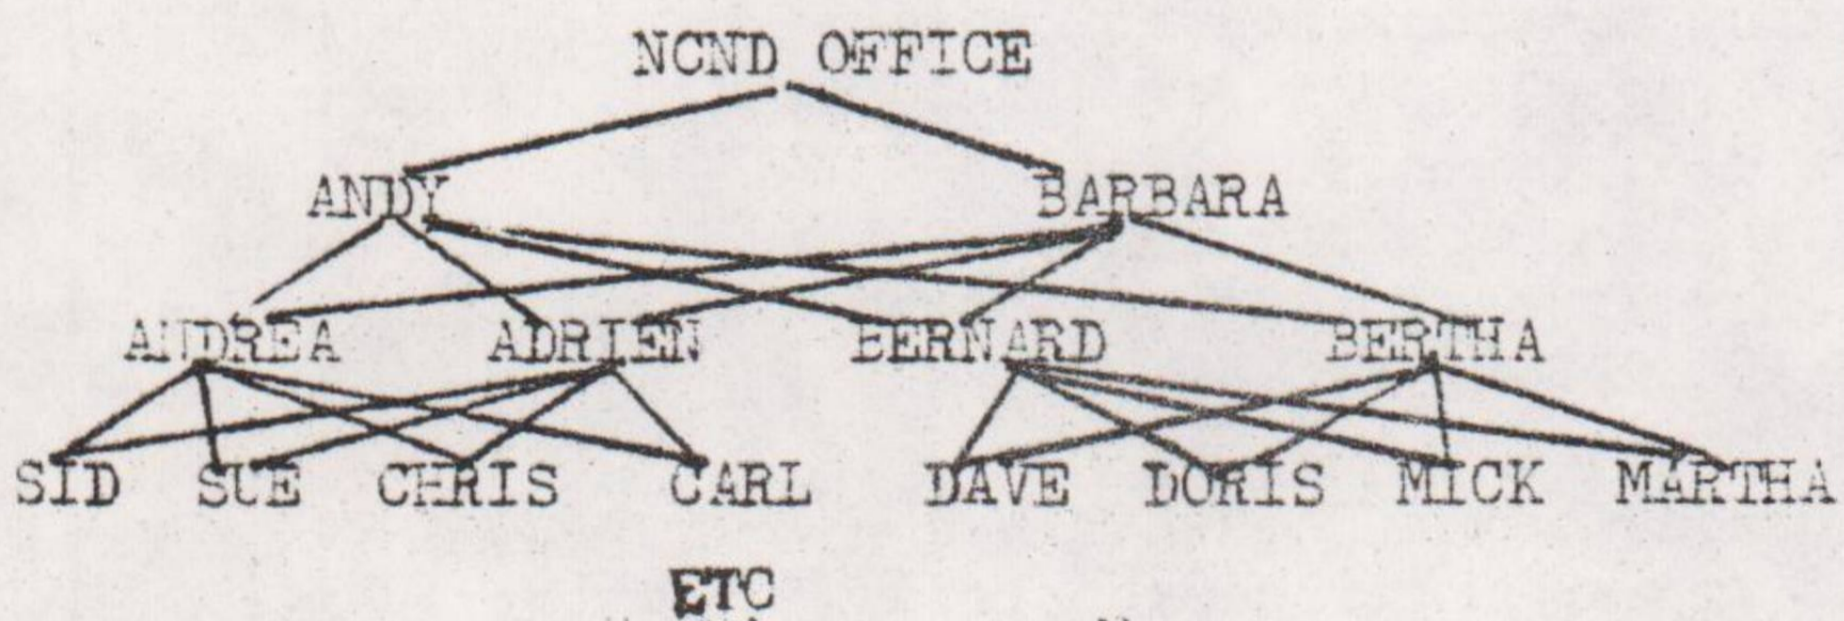 NCND OFFICE
ANDY BARBARA
ANDREA ADRIEN BERNARD BERTHA
SID SUE CHRIS CARL DAVE DORIS MICK MARTHA
ETC